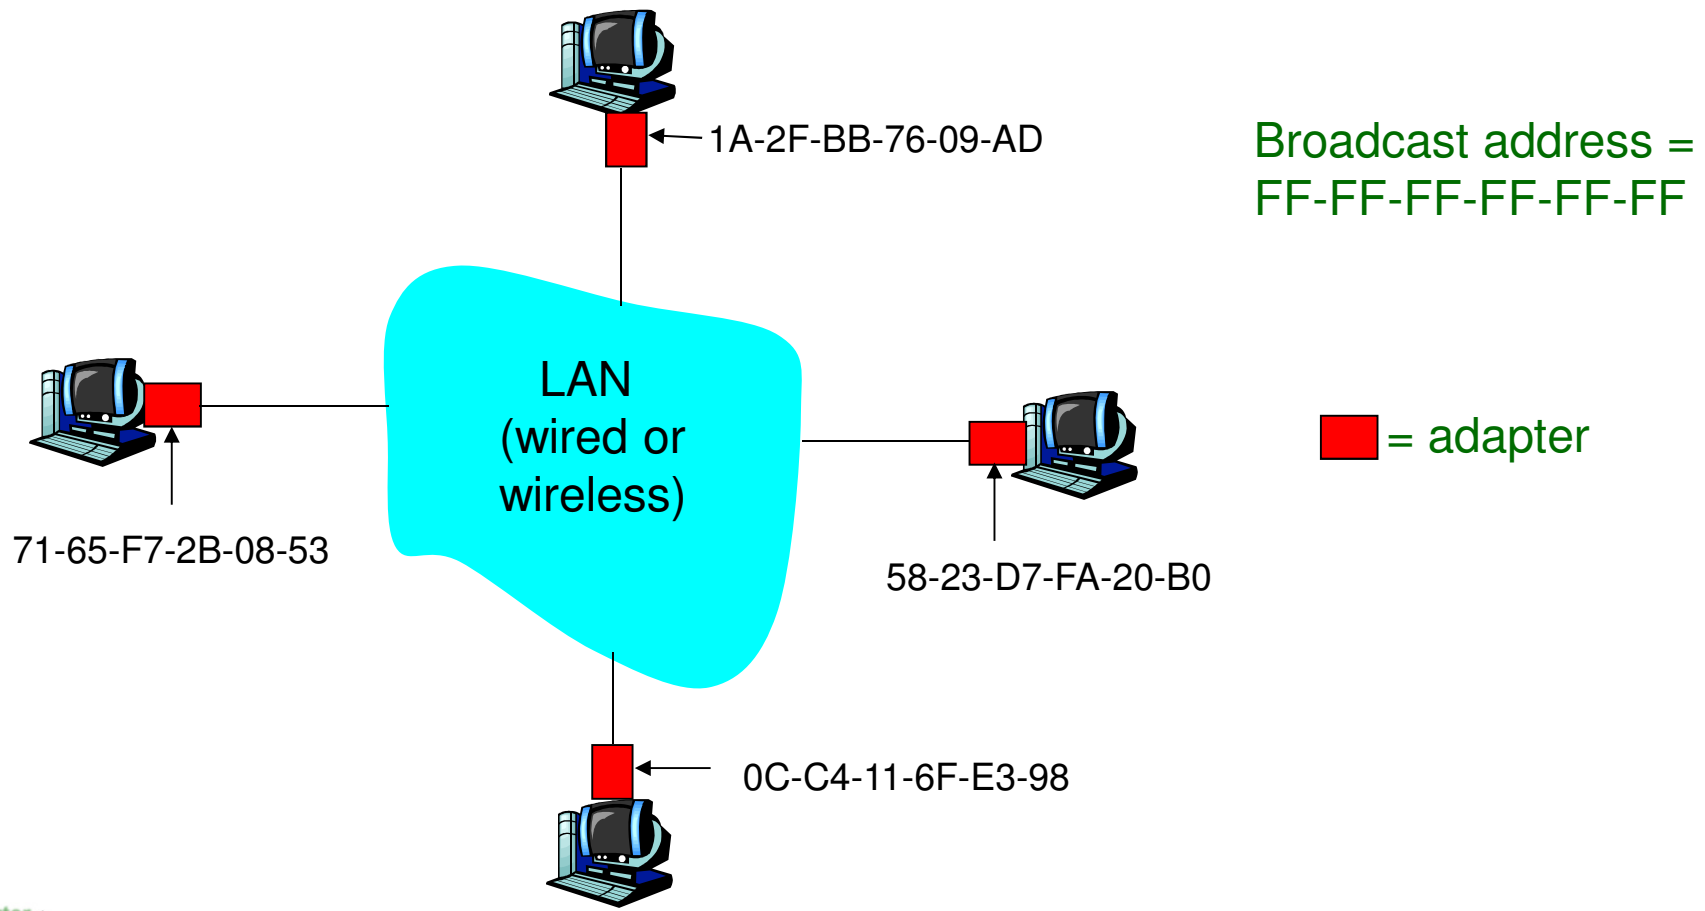 1A-2F-BB-76-09-AD
Broadcast address =
FF-FF-FF-FF-FF-FF
LAN
(wired or
wireless)
= adapter
71-65-F7-2B-08-53
58-23-D7-FA-20-B0
0C-C4-11-6F-E3-98